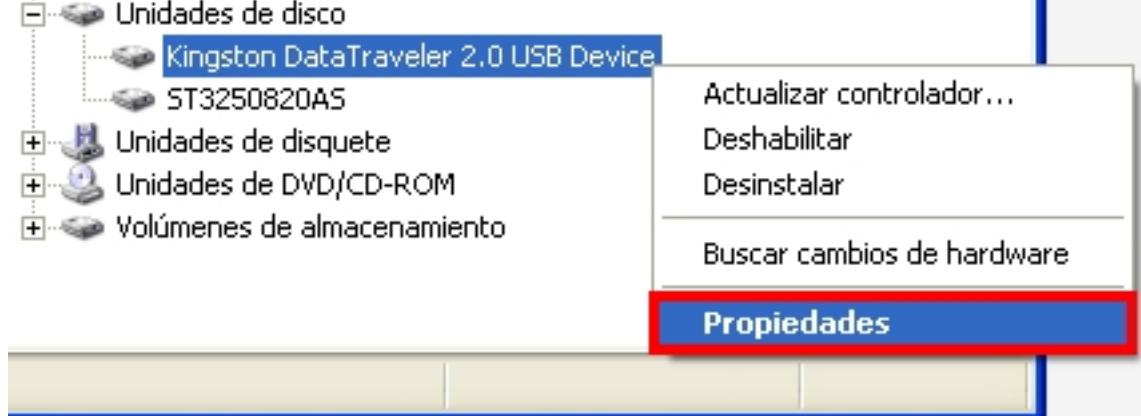 Unidades de disco
Kingston DataTraveler 2.0 USB Device
ST3250820AS
Unidades de disquete
Unidades de DVD/CD-ROM
Volúmenes de almacenamiento
Actualizar controlador...
Deshabilitar
Desinstalar
Buscar cambios de hardware
Propiedades